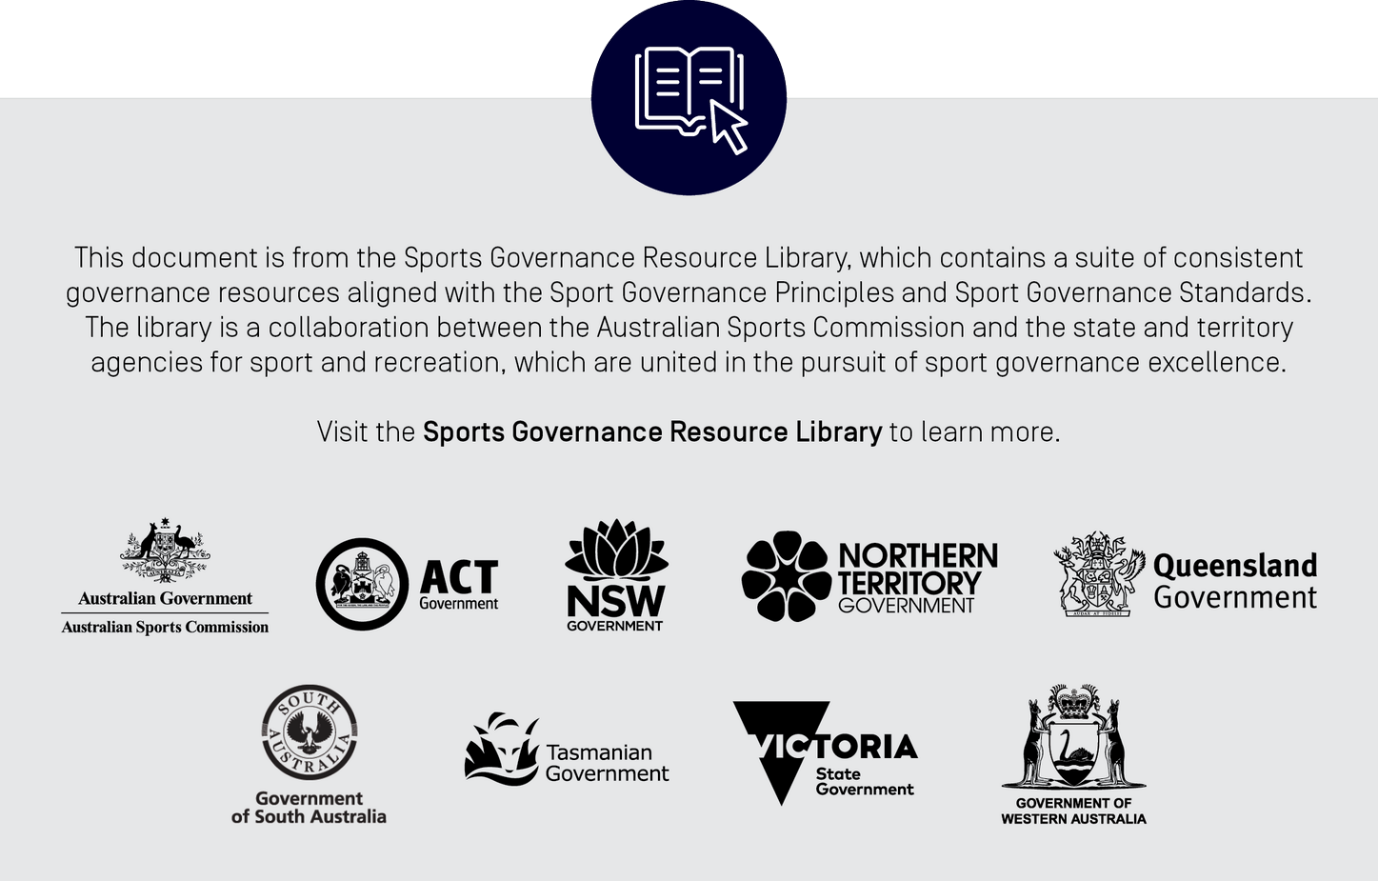 This document is from the Sports Governance Resource Library, which contains a suite of consistent
governance resources aligned with the Sport Governance Principles and Sport Governance Standards.
The library is a collaboration between the Australian Sports Commission and the state and territory
agencies for sport and recreation, which are united in the pursuit of sport governance excellence.
Visit the Sports Governance Resource Library to learn more.
Australian Government
Australian Sports Commission
ACT
Government
NSW
GOVERNMENT
NORTHERN
TERRITORY
GOVERNMENT
Queensland
Government
SOUTH
AUSTRALIA
Government
of South Australia
Tasmanian
Government
VICTORIA
State
Government
GOVERNMENT OF
WESTERN AUSTRALIA